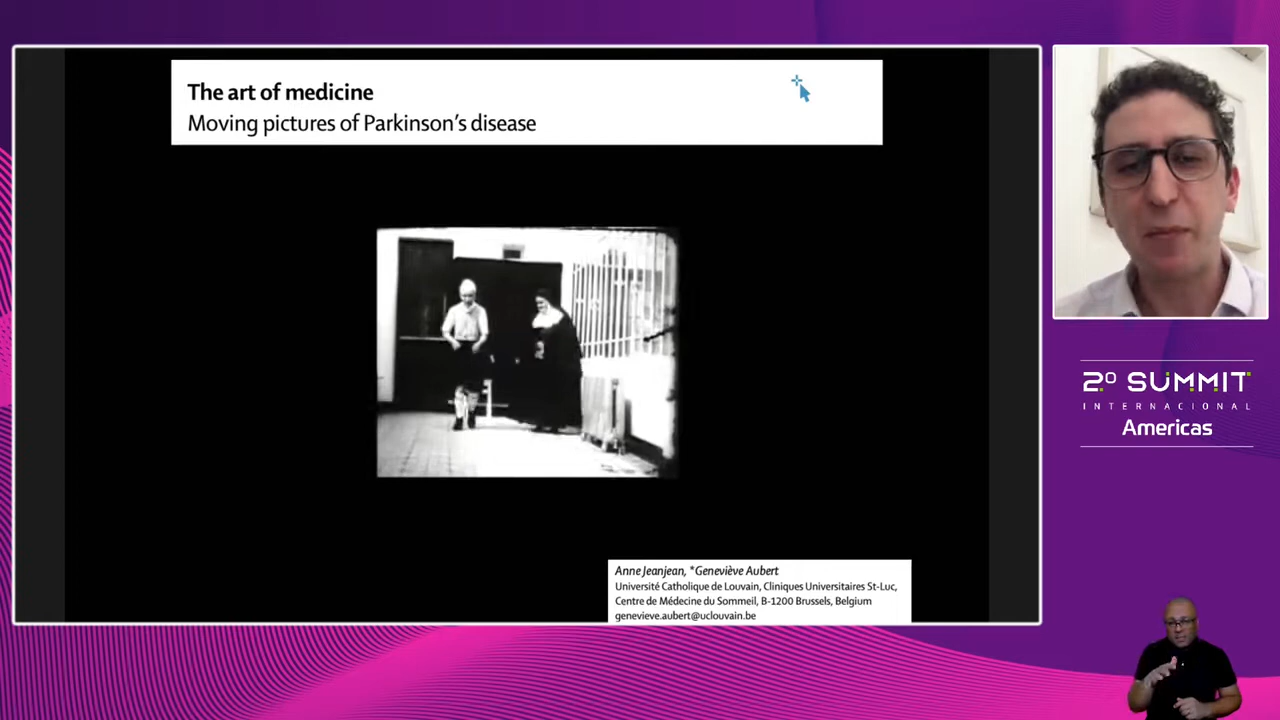 The art of medicine
Moving pictures of Parkinson's disease
Anne Jeanjean, *Geneviève Aubert
Université Catholique de Louvain, Cliniques Universitaires St-Luc,
Centre de Médecine du Sommeil, B-1200 Brussels, Belgium
genevieve.aubert@uclouvain.be
2º SUMMIT
INTERNACIONAL
Americas